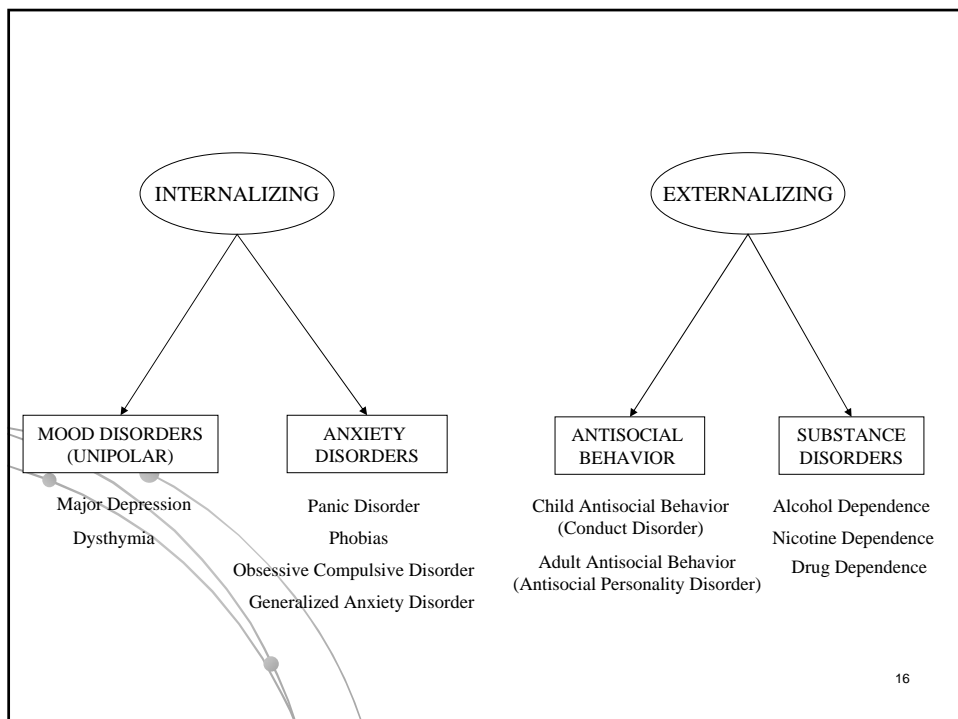 INTERNALIZING
EXTERNALIZING
MOOD DISORDERS
(UNIPOLAR)
Major Depression
Dysthymia
ANXIETY
DISORDERS
Panic Disorder
Phobias
Obsessive Compulsive Disorder
Generalized Anxiety Disorder
ANTISOCIAL
BEHAVIOR
Child Antisocial Behavior
(Conduct Disorder)
Adult Antisocial Behavior
(Antisocial Personality Disorder)
SUBSTANCE
DISORDERS
Alcohol Dependence
Nicotine Dependence
Drug Dependence
16